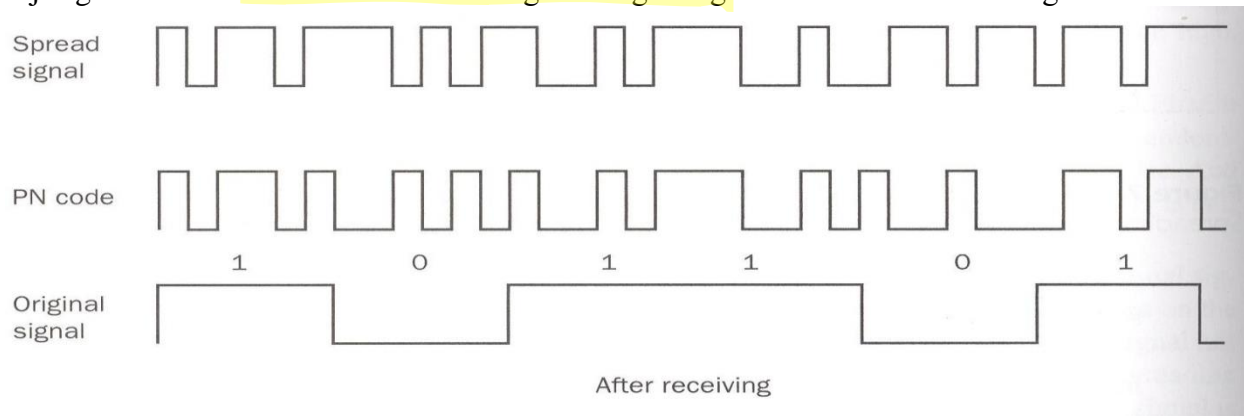 Spread
signal
PN code
1 0 1 1 0 1
Original
signal
After receiving